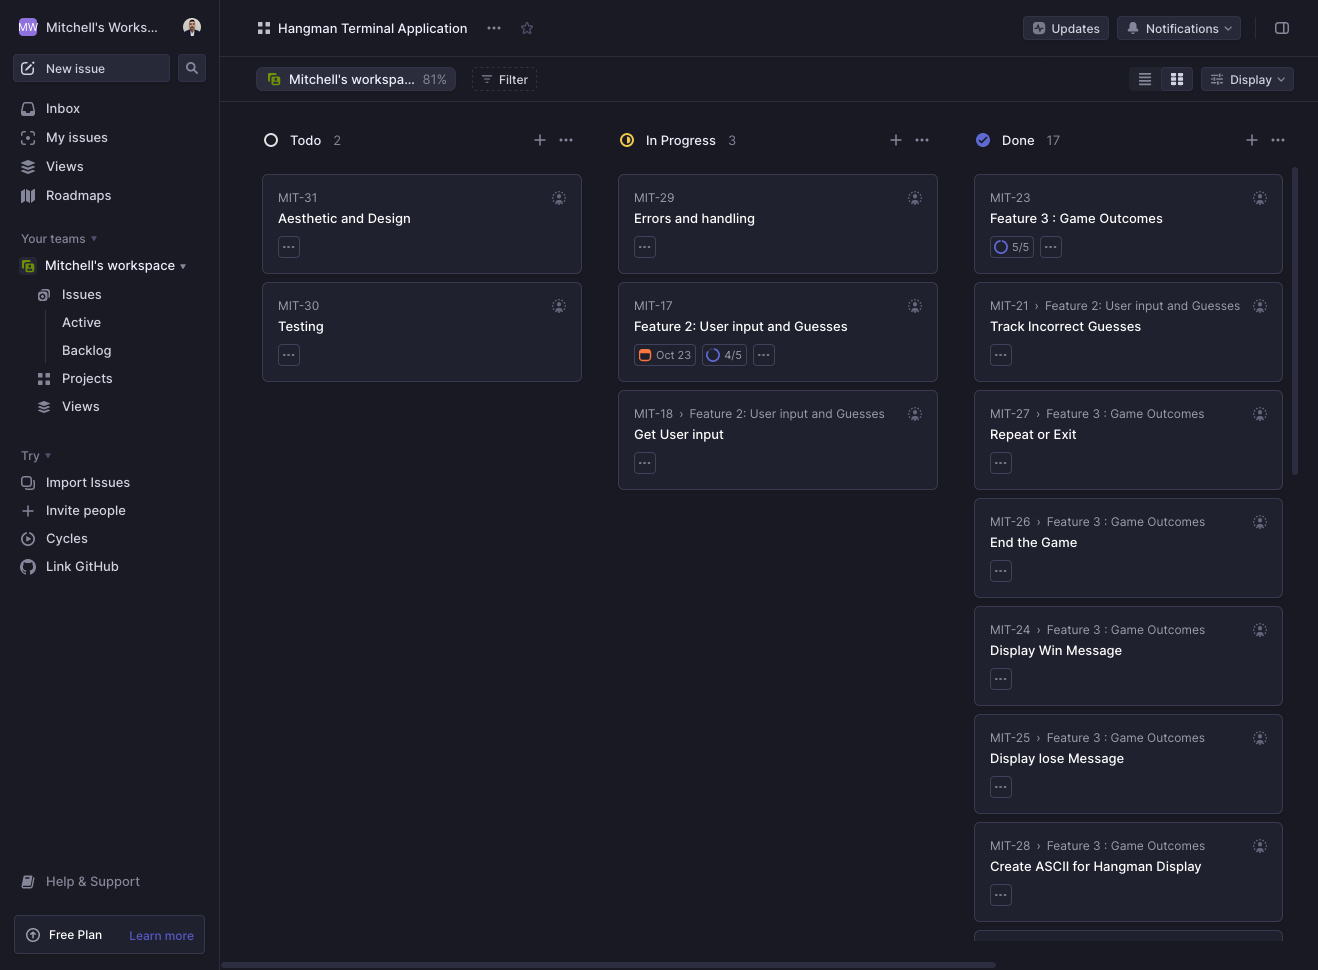 MW Mitchell's Works...
New issue
Inbox
My issues
Views
Roadmaps
Your teams
Mitchell's workspace
Issues
Active
Backlog
Projects
Views
Try
Import Issues
Invite people
Cycles
Link GitHub
Help & Support
Free Plan Learn more
Hangman Terminal Application
Updates Notifications
Mitchell's workspa... 81% Filter
Display
Todo 2
MIT-31
Aesthetic and Design
MIT-30
Testing
In Progress 3
MIT-29
Errors and handling
MIT-17
Feature 2: User input and Guesses
Oct 23 4/5
MIT-18 › Feature 2: User input and Guesses
Get User input
Done 17
MIT-23
Feature 3 : Game Outcomes
5/5
MIT-21 › Feature 2: User input and Guesses
Track Incorrect Guesses
MIT-27 › Feature 3 : Game Outcomes
Repeat or Exit
MIT-26 › Feature 3 : Game Outcomes
End the Game
MIT-24 › Feature 3 : Game Outcomes
Display Win Message
MIT-25 › Feature 3 : Game Outcomes
Display lose Message
MIT-28 › Feature 3 : Game Outcomes
Create ASCII for Hangman Display